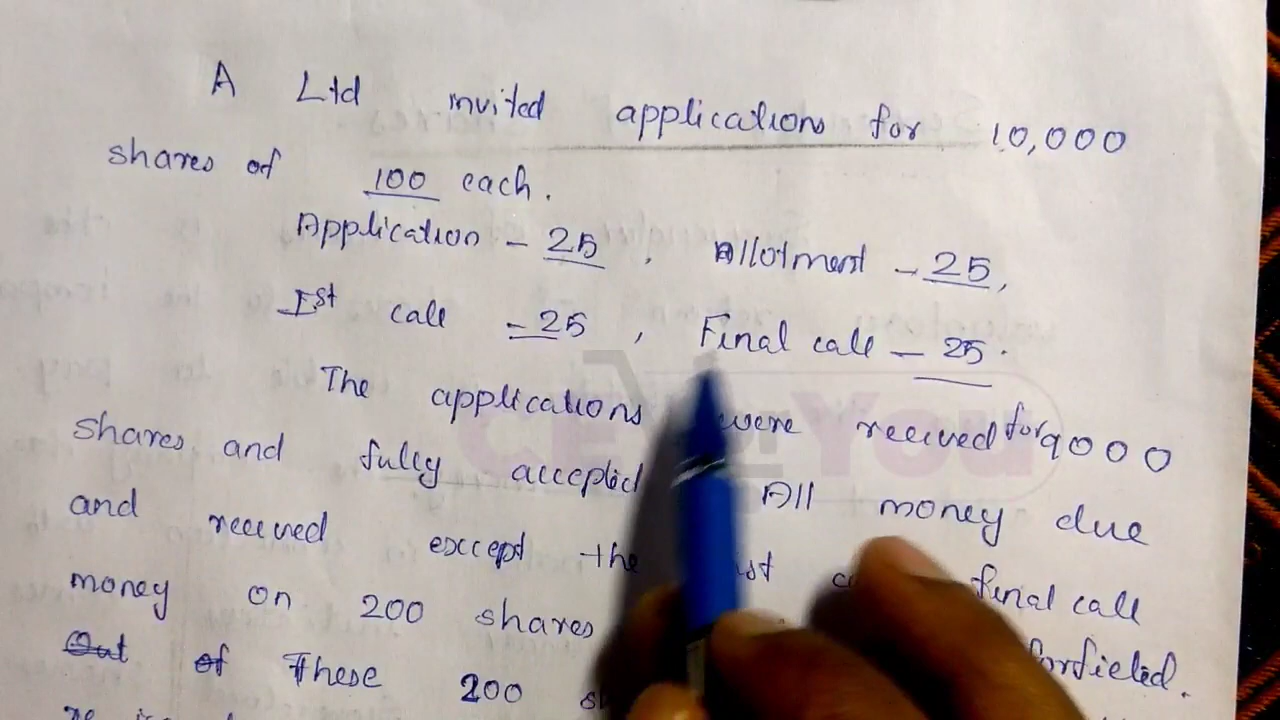 A Ltd invited applications for 10,000
shares of 100 each.
Application - 25, Allotment - 25,
Ist call - 25, Final call - 25.
The applications were received for 9000
shares and fully accepted All money due
and received except the final call
money on 200 shares forfieted.
Out of These 200